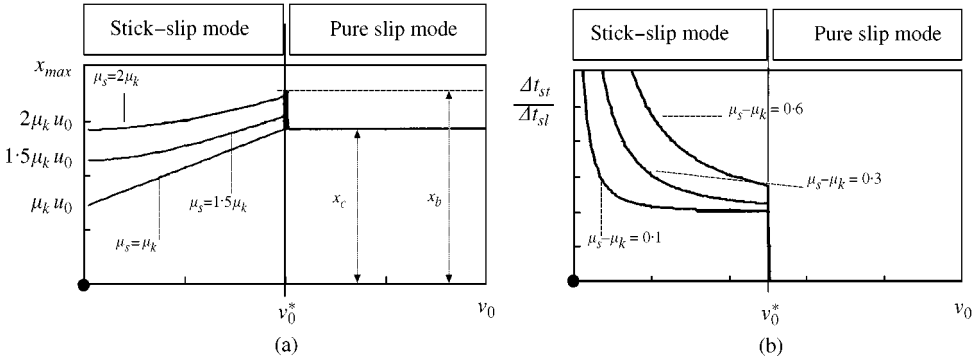 Stick–slip mode
Pure slip mode
x_max
μ_s=2μ_k
2μ_k u_0
1·5μ_k u_0
μ_k u_0
μ_s=1·5μ_k
μ_s=μ_k
x_c
x_b
v_0^*
v_0
(a)
Stick–slip mode
Pure slip mode
Δt_st
Δt_sl
μ_s–μ_k = 0·6
μ_s–μ_k = 0·3
μ_s–μ_k = 0·1
v_0^*
v_0
(b)